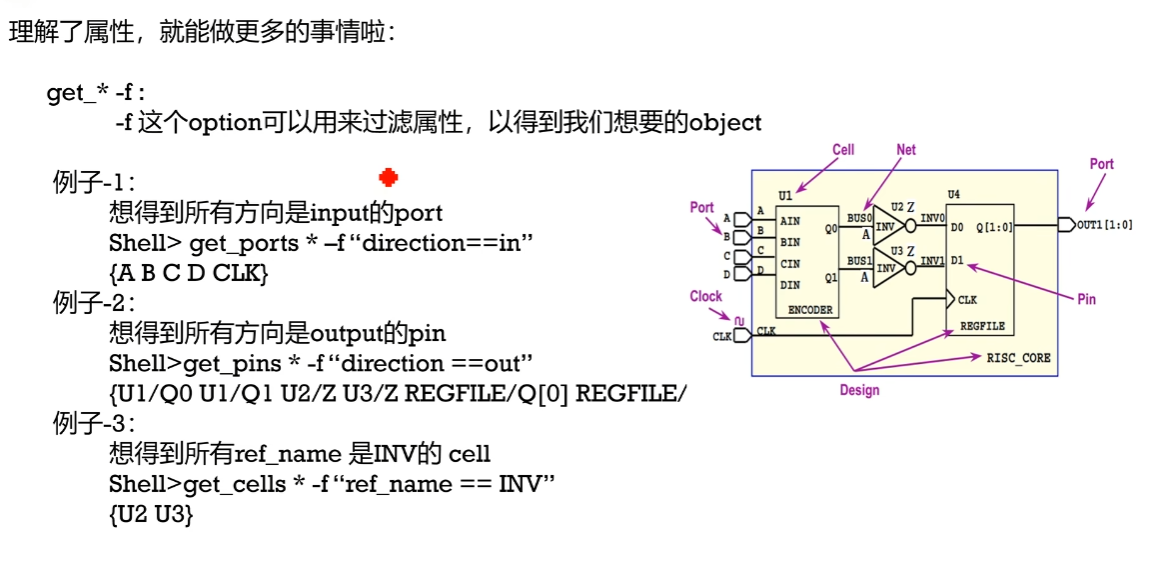 理解了属性，就能做更多的事情啦：
get_* -f :
-f 这个option可以用来过滤属性，以得到我们想要的object
例子-1：
想得到所有方向是input的port
Shell> get_ports * –f “direction==in”
{A B C D CLK}
例子-2：
想得到所有方向是output的pin
Shell>get_pins * -f “direction ==out”
{U1/Q0 U1/Q1 U2/Z U3/Z REGFILE/Q[0] REGFILE/
例子-3：
想得到所有ref_name 是INV的 cell
Shell>get_cells * -f “ref_name == INV”
{U2 U3}
Cell
Net
Port
Port
U1
U2 Z
U4
A
A
AIN
Q0
BUS0
A
INV
INV0
D0
Q[1:0]
OUT1[1:0]
B
B
BIN
U3 Z
C
C
CIN
BUS1
A
INV
INV1
D1
D
D
DIN
Q1
Clock
ENCODER
CLK
Pin
CLK
CLK
REGFILE
RISC_CORE
Design